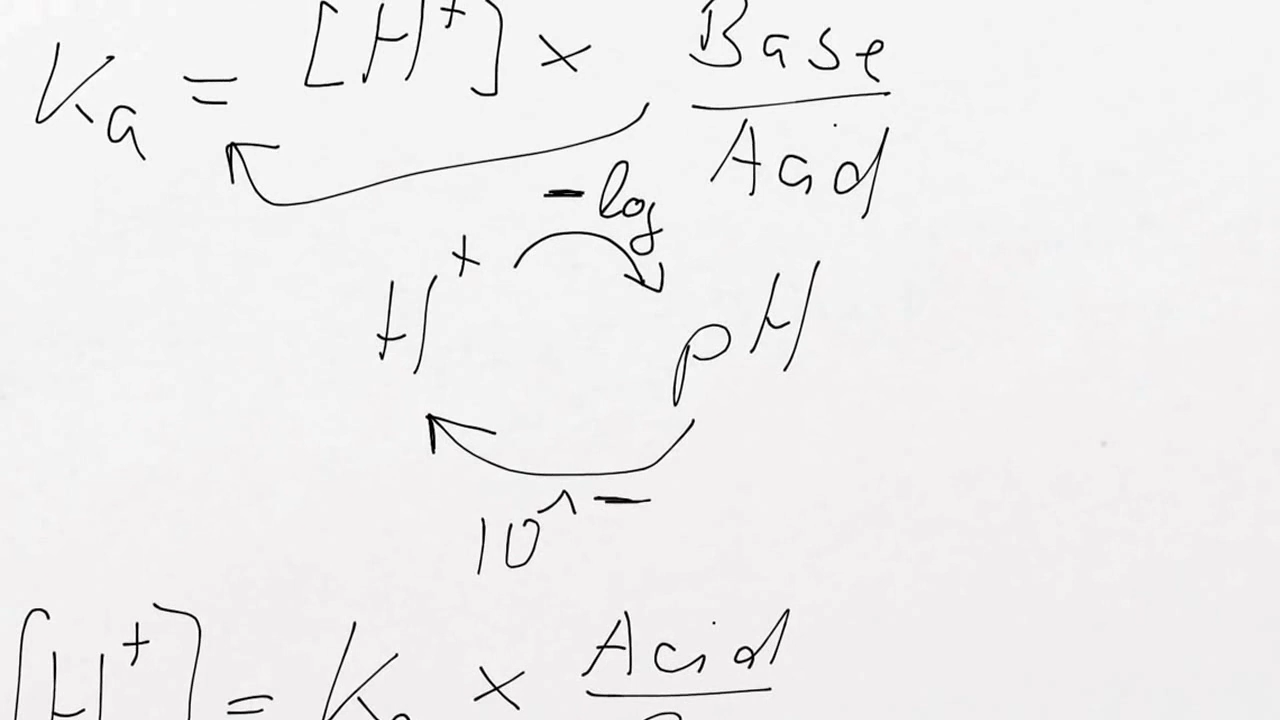 Ka = [H+] × Base
Acid
-log
H+ pH
10^-
[H+] = Ka × Acid